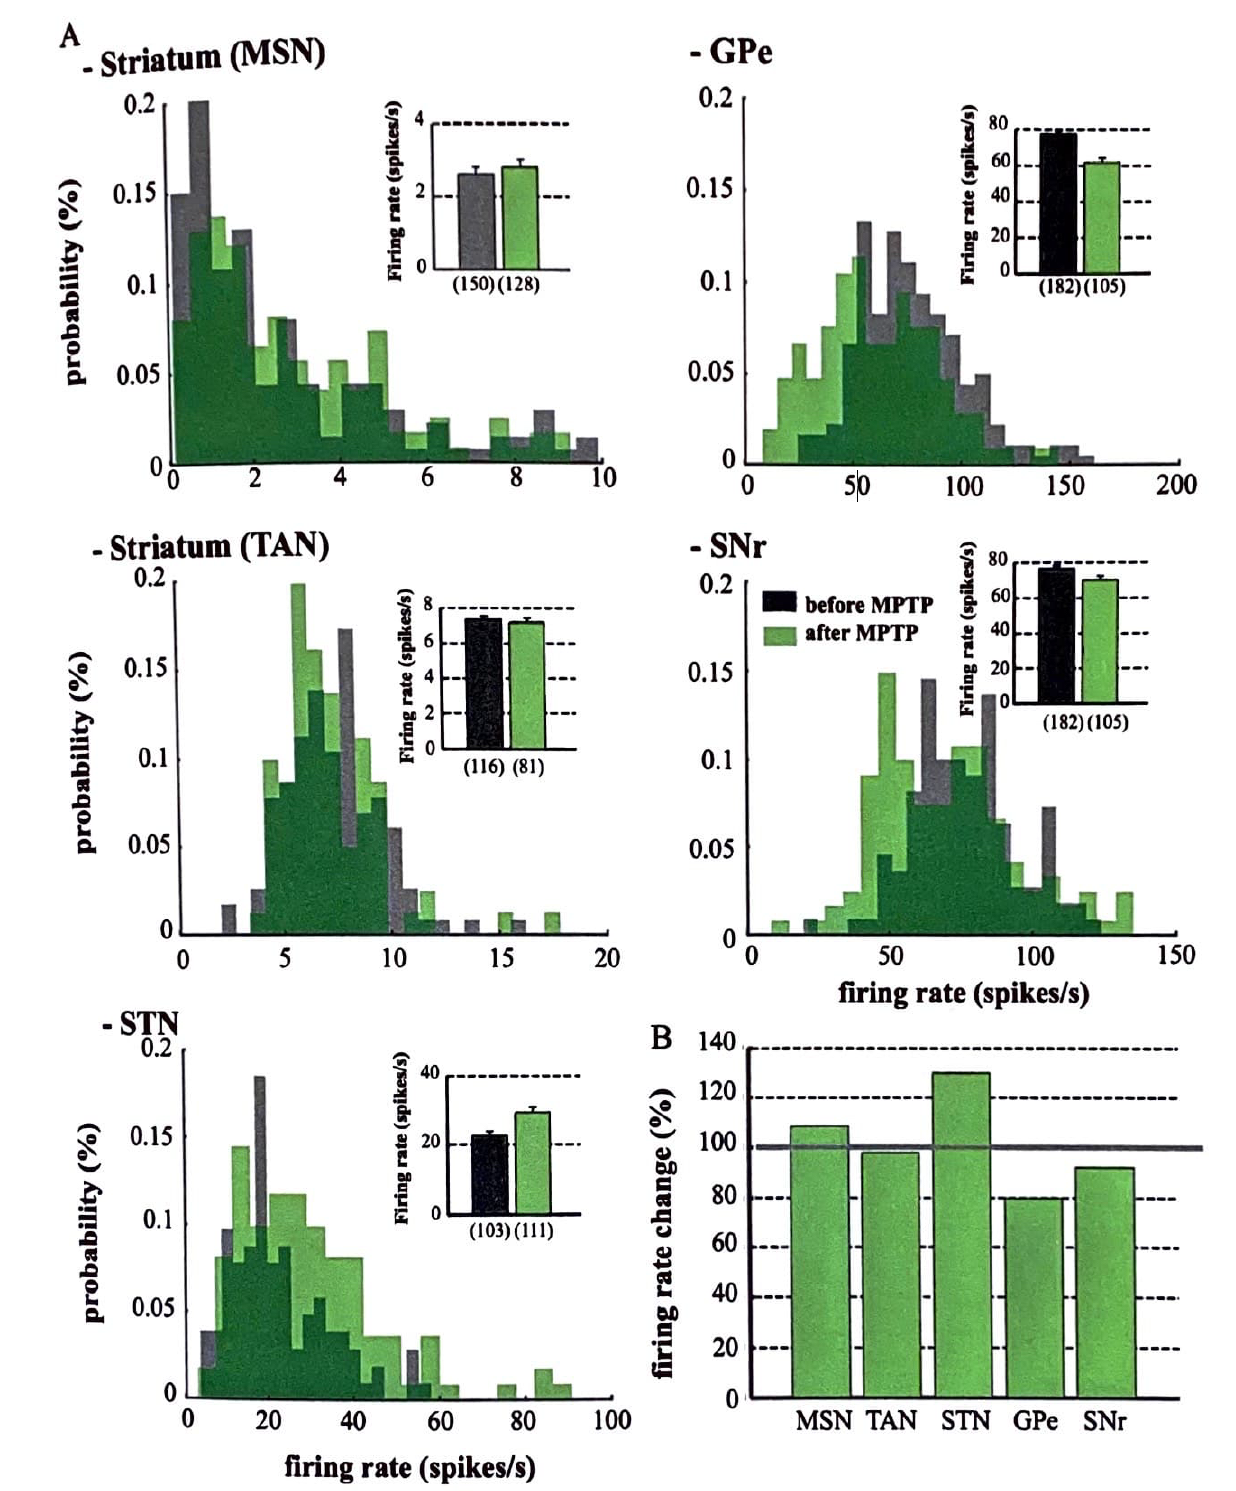 A
- Striatum (MSN)
probability (%)
0.2
0.15
0.1
0.05
0
0 2 4 6 8 10
Firing rate (spikes/s)
4
2
0
(150) (128)
- GPe
0.2
0.15
0.1
0.05
0
0 50 100 150 200
Firing rate (spikes/s)
80
60
40
20
0
(182) (105)
- Striatum (TAN)
probability (%)
0.2
0.15
0.1
0.05
0
0 5 10 15 20
Firing rate (spikes/s)
8
6
4
2
0
(116) (81)
- SNr
before MPTP
after MPTP
0.2
0.15
0.1
0.05
0
0 50 100 150
firing rate (spikes/s)
Firing rate (spikes/s)
80
60
40
20
0
(182) (105)
- STN
probability (%)
0.2
0.15
0.1
0.05
0
0 20 40 60 80 100
firing rate (spikes/s)
Firing rate (spikes/s)
40
20
0
(103) (111)
B
firing rate change (%)
140
120
100
80
60
40
20
0
MSN TAN STN GPe SNr